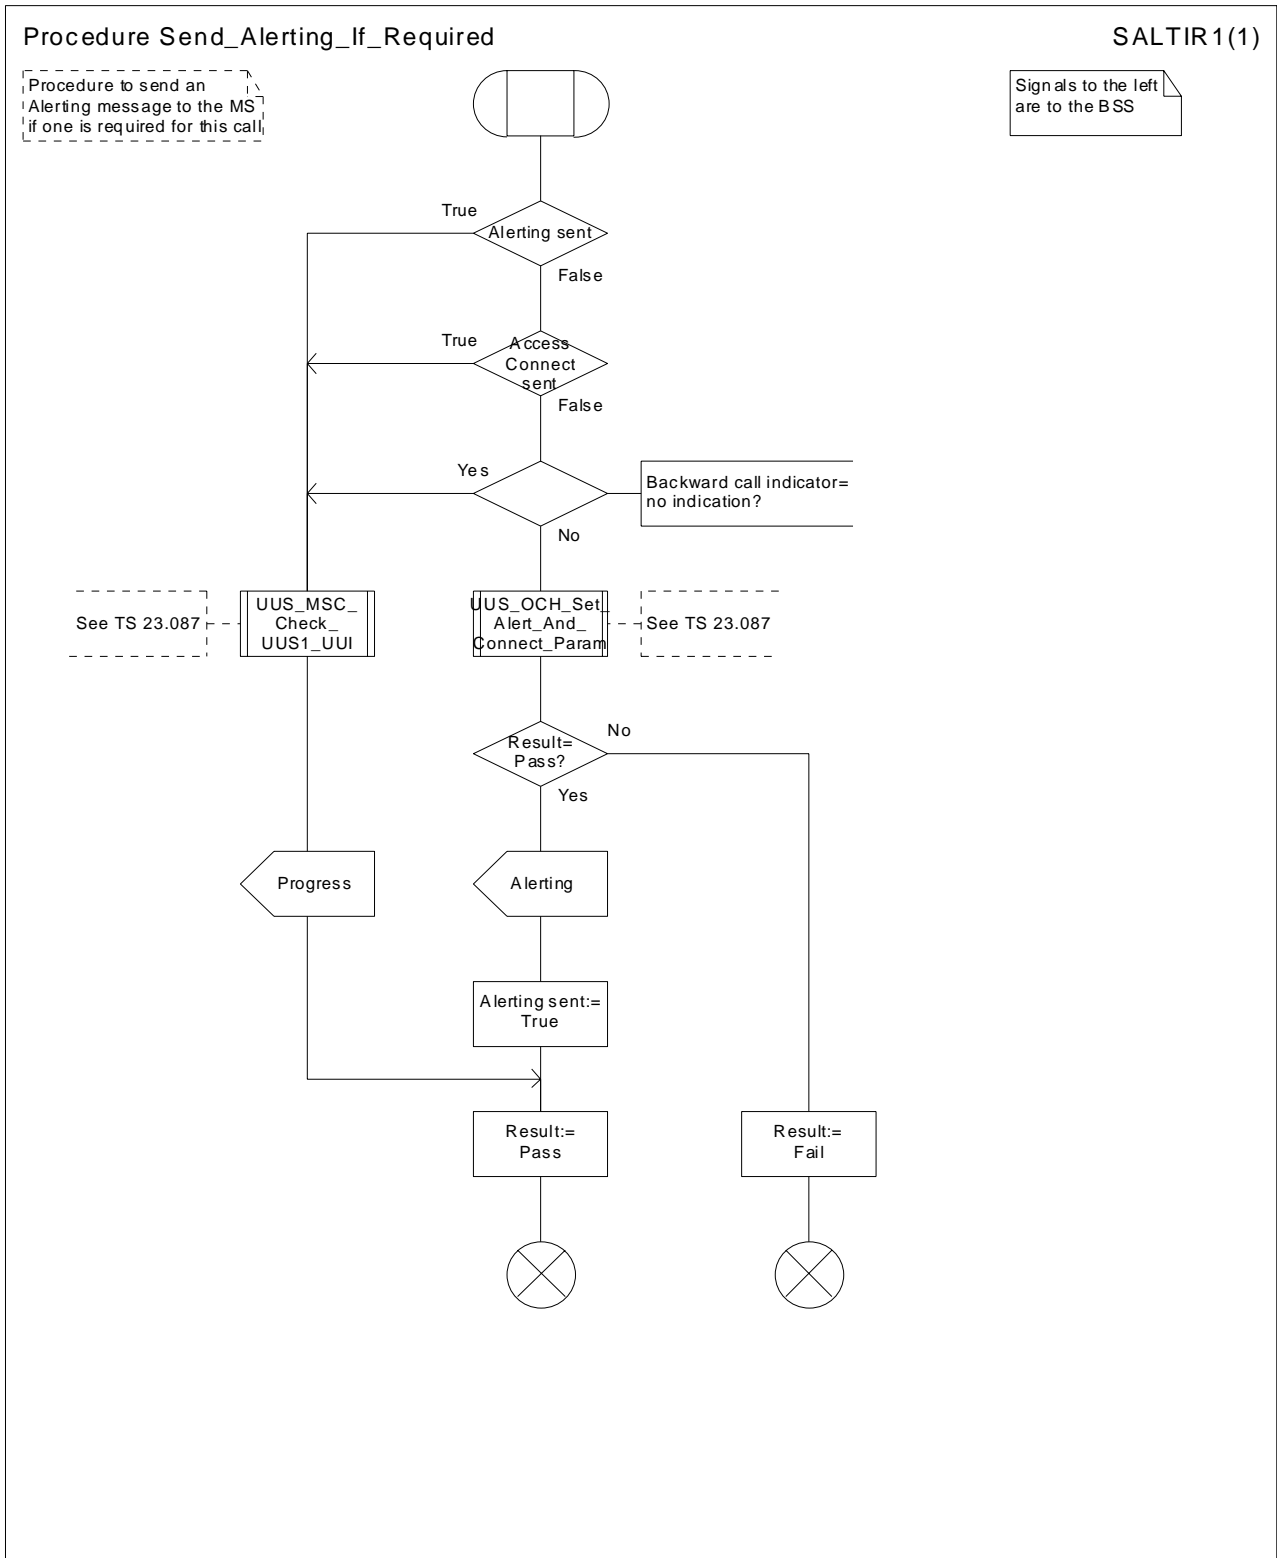 Procedure Send_Alerting_If_Required
SALTIR1(1)
Procedure to send an
Alerting message to the MS
if one is required for this call
Signals to the left
are to the BSS
True
Alerting sent
False
True
Access
Connect
sent
False
Yes
Backward call indicator=
no indication?
No
See TS 23.087
UUS_MSC_
Check_
UUS1_UUI
UUS_OCH_Set_
Alert_And_
Connect_Param
See TS 23.087
No
Result=
Pass?
Yes
Progress
Alerting
Alerting sent:=
True
Result:=
Pass
Result:=
Fail